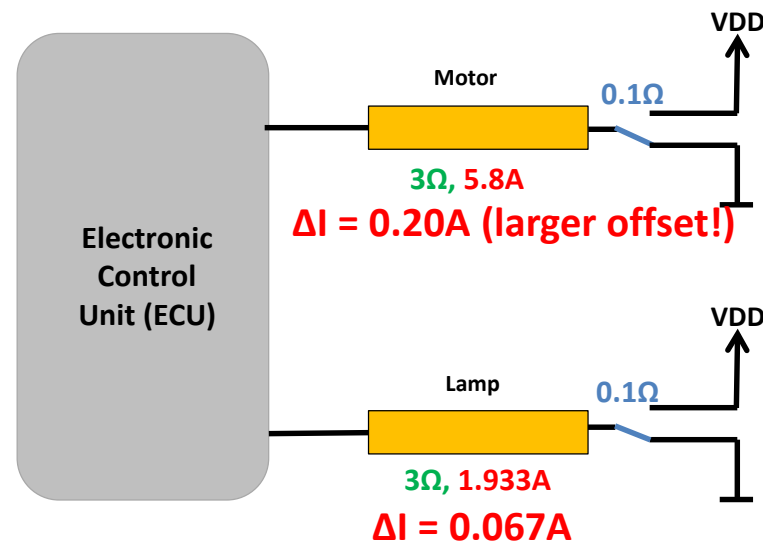 VDD
Motor
0.1Ω
3Ω, 5.8A
ΔI = 0.20A (larger offset!)
Electronic
Control
Unit (ECU)
VDD
Lamp
0.1Ω
3Ω, 1.933A
ΔI = 0.067A